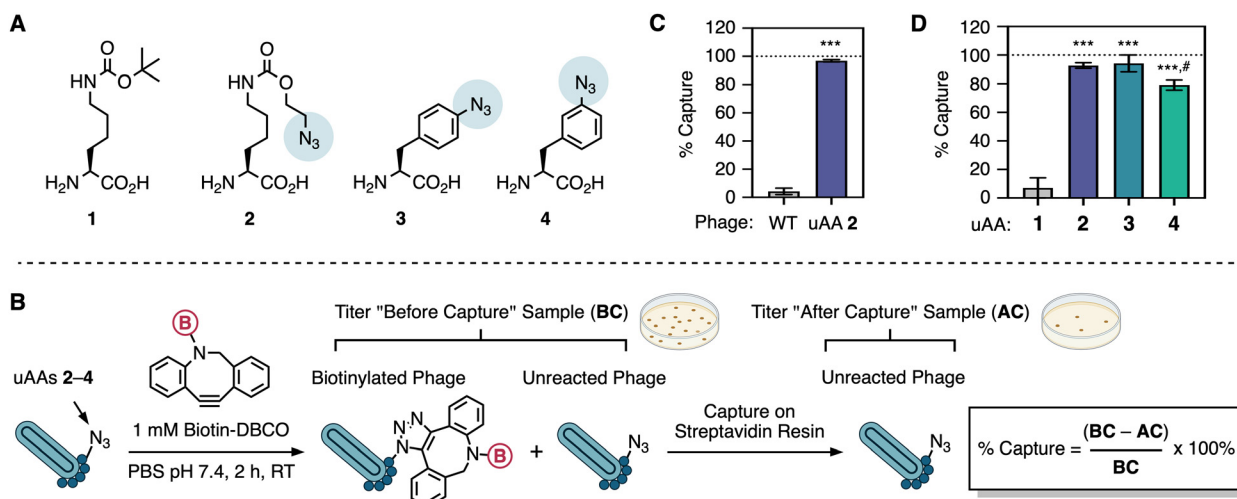 A
HN
O
O
H₂N
CO₂H
1
HN
O
O
N₃
H₂N
CO₂H
2
N₃
H₂N
CO₂H
3
N₃
H₂N
CO₂H
4
C
% Capture
120
100
80
60
40
20
0
***
Phage: WT uAA 2
D
% Capture
120
100
80
60
40
20
0
*** *** ***,#
uAA: 1 2 3 4
B
uAAs 2–4
N₃
B
N
1 mM Biotin-DBCO
PBS pH 7.4, 2 h, RT
Titer "Before Capture" Sample (BC)
Biotinylated Phage
N
N
N
N
B
+
Unreacted Phage
N₃
Capture on
Streptavidin Resin
Titer "After Capture" Sample (AC)
Unreacted Phage
N₃
% Capture = (BC – AC) x 100%
BC